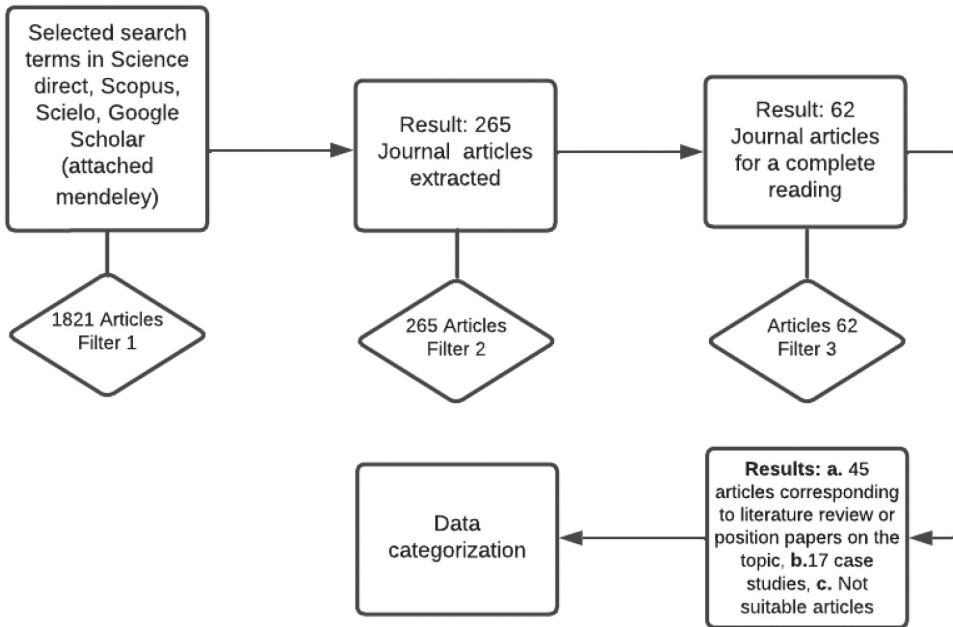 Selected search
terms in Science
direct, Scopus,
Scielo, Google
Scholar
(attached
mendeley)
1821 Articles
Filter 1
Result: 265
Journal articles
extracted
265 Articles
Filter 2
Result: 62
Journal articles
for a complete
reading
Articles 62
Filter 3
Results: a. 45
articles corresponding
to literature review or
position papers on the
topic, b.17 case
studies, c. Not
suitable articles
Data
categorization